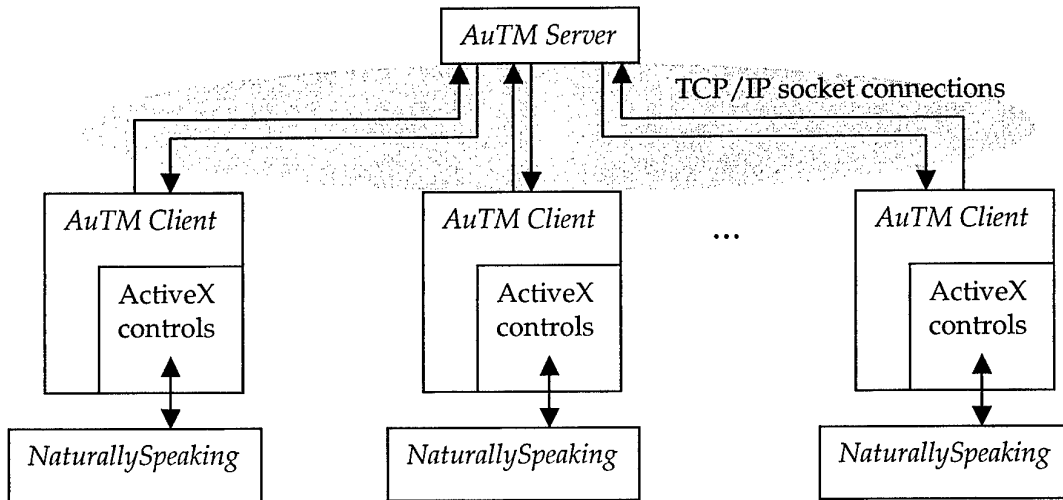 AuTM Server
TCP/IP socket connections
AuTM Client
AuTM Client
...
AuTM Client
ActiveX
controls
ActiveX
controls
ActiveX
controls
NaturallySpeaking
NaturallySpeaking
NaturallySpeaking